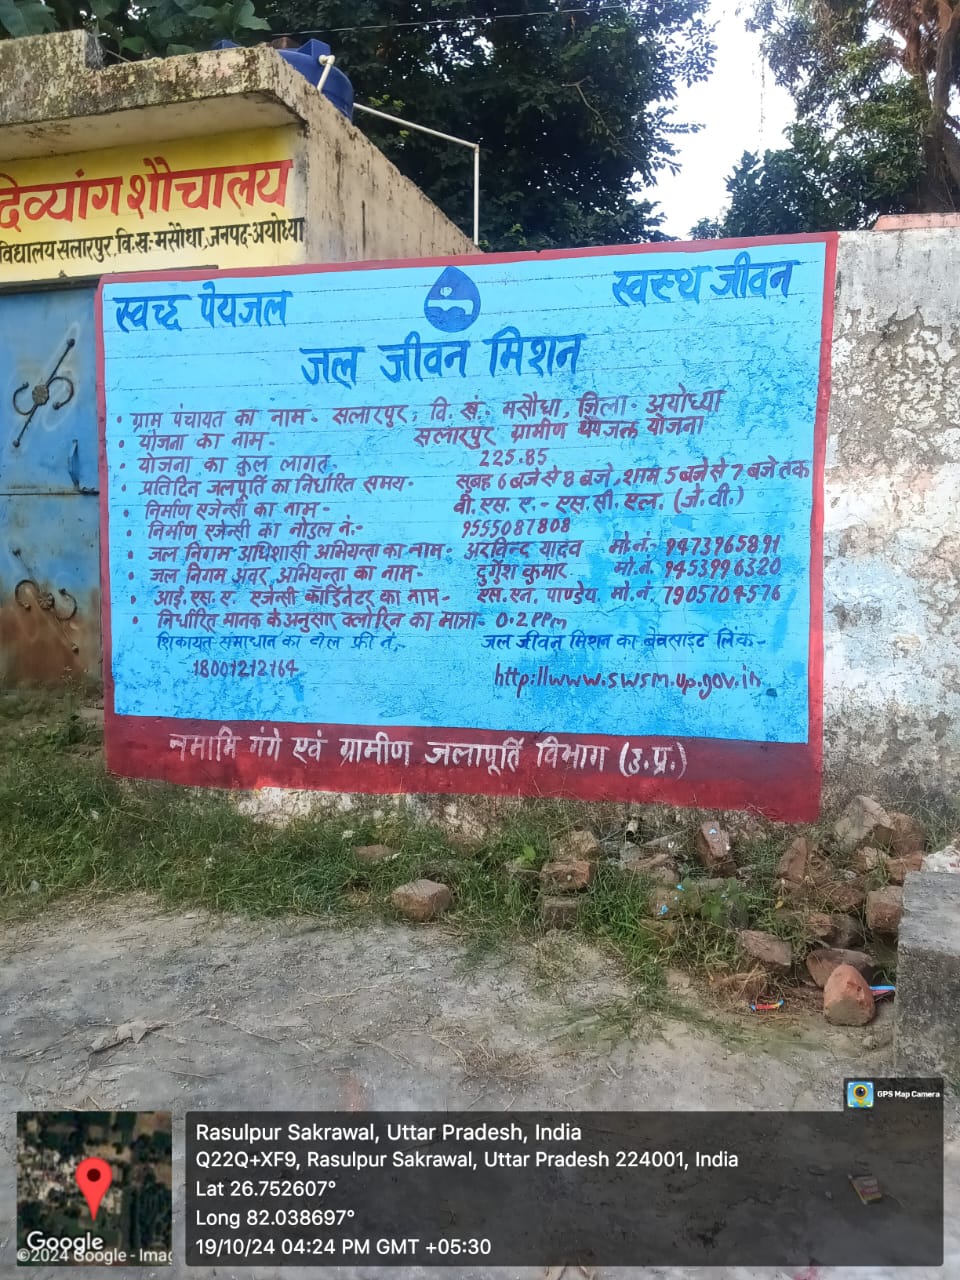 दिव्यांग शौचालय
विद्यालय सलारपुर, वि.ख.-मसौधा, जनपद-अयोध्या
स्वच्छ पेयजल
स्वस्थ जीवन
जल जीवन मिशन
• ग्राम पंचायत का नाम- सलारपुर, वि. खं.- मसौधा, जिला- अयोध्या
• योजना का नाम- सलारपुर ग्रामीण पेयजल योजना
• योजना का कुल लागत- 225.85
• प्रतिदिन जलपूर्ति का निर्धारित समय- सुबह 6 बजे से 8 बजे, शाम 5 बजे से 7 बजे तक
• निर्माण एजेन्सी का नाम- वी. एस. ए. - एस. सी. एल. (जे. वी.)
• निर्माण एजेन्सी का नोडल नं.- 9555087808
• जल निगम अधिशासी अभियन्ता का नाम- अरविन्द यादव मो.नं.- 9473965891
• जल निगम अवर अभियन्ता का नाम- दुर्गेश कुमार मो.नं. 9453996320
• आई. एस. ए. एजेन्सी कोर्डिनेटर का नाम- एस. एन. पाण्डेय, मो. नं. 7905704576
• निर्धारित मानक के अनुसार क्लोरिन का मात्रा- 0.2 PPm
शिकायत समाधान का टोल फ्री नं.- जल जीवन मिशन का बेवसाइट लिंक-
18001212164 http://www.swsm.up.gov.in
नमामि गंगे एवं ग्रामीण जलापूर्ति विभाग (उ.प्र.)
GPS Map Camera
Rasulpur Sakrawal, Uttar Pradesh, India
Q22Q+XF9, Rasulpur Sakrawal, Uttar Pradesh 224001, India
Lat 26.752607°
Long 82.038697°
19/10/24 04:24 PM GMT +05:30
Google
©2024 Google - Imag